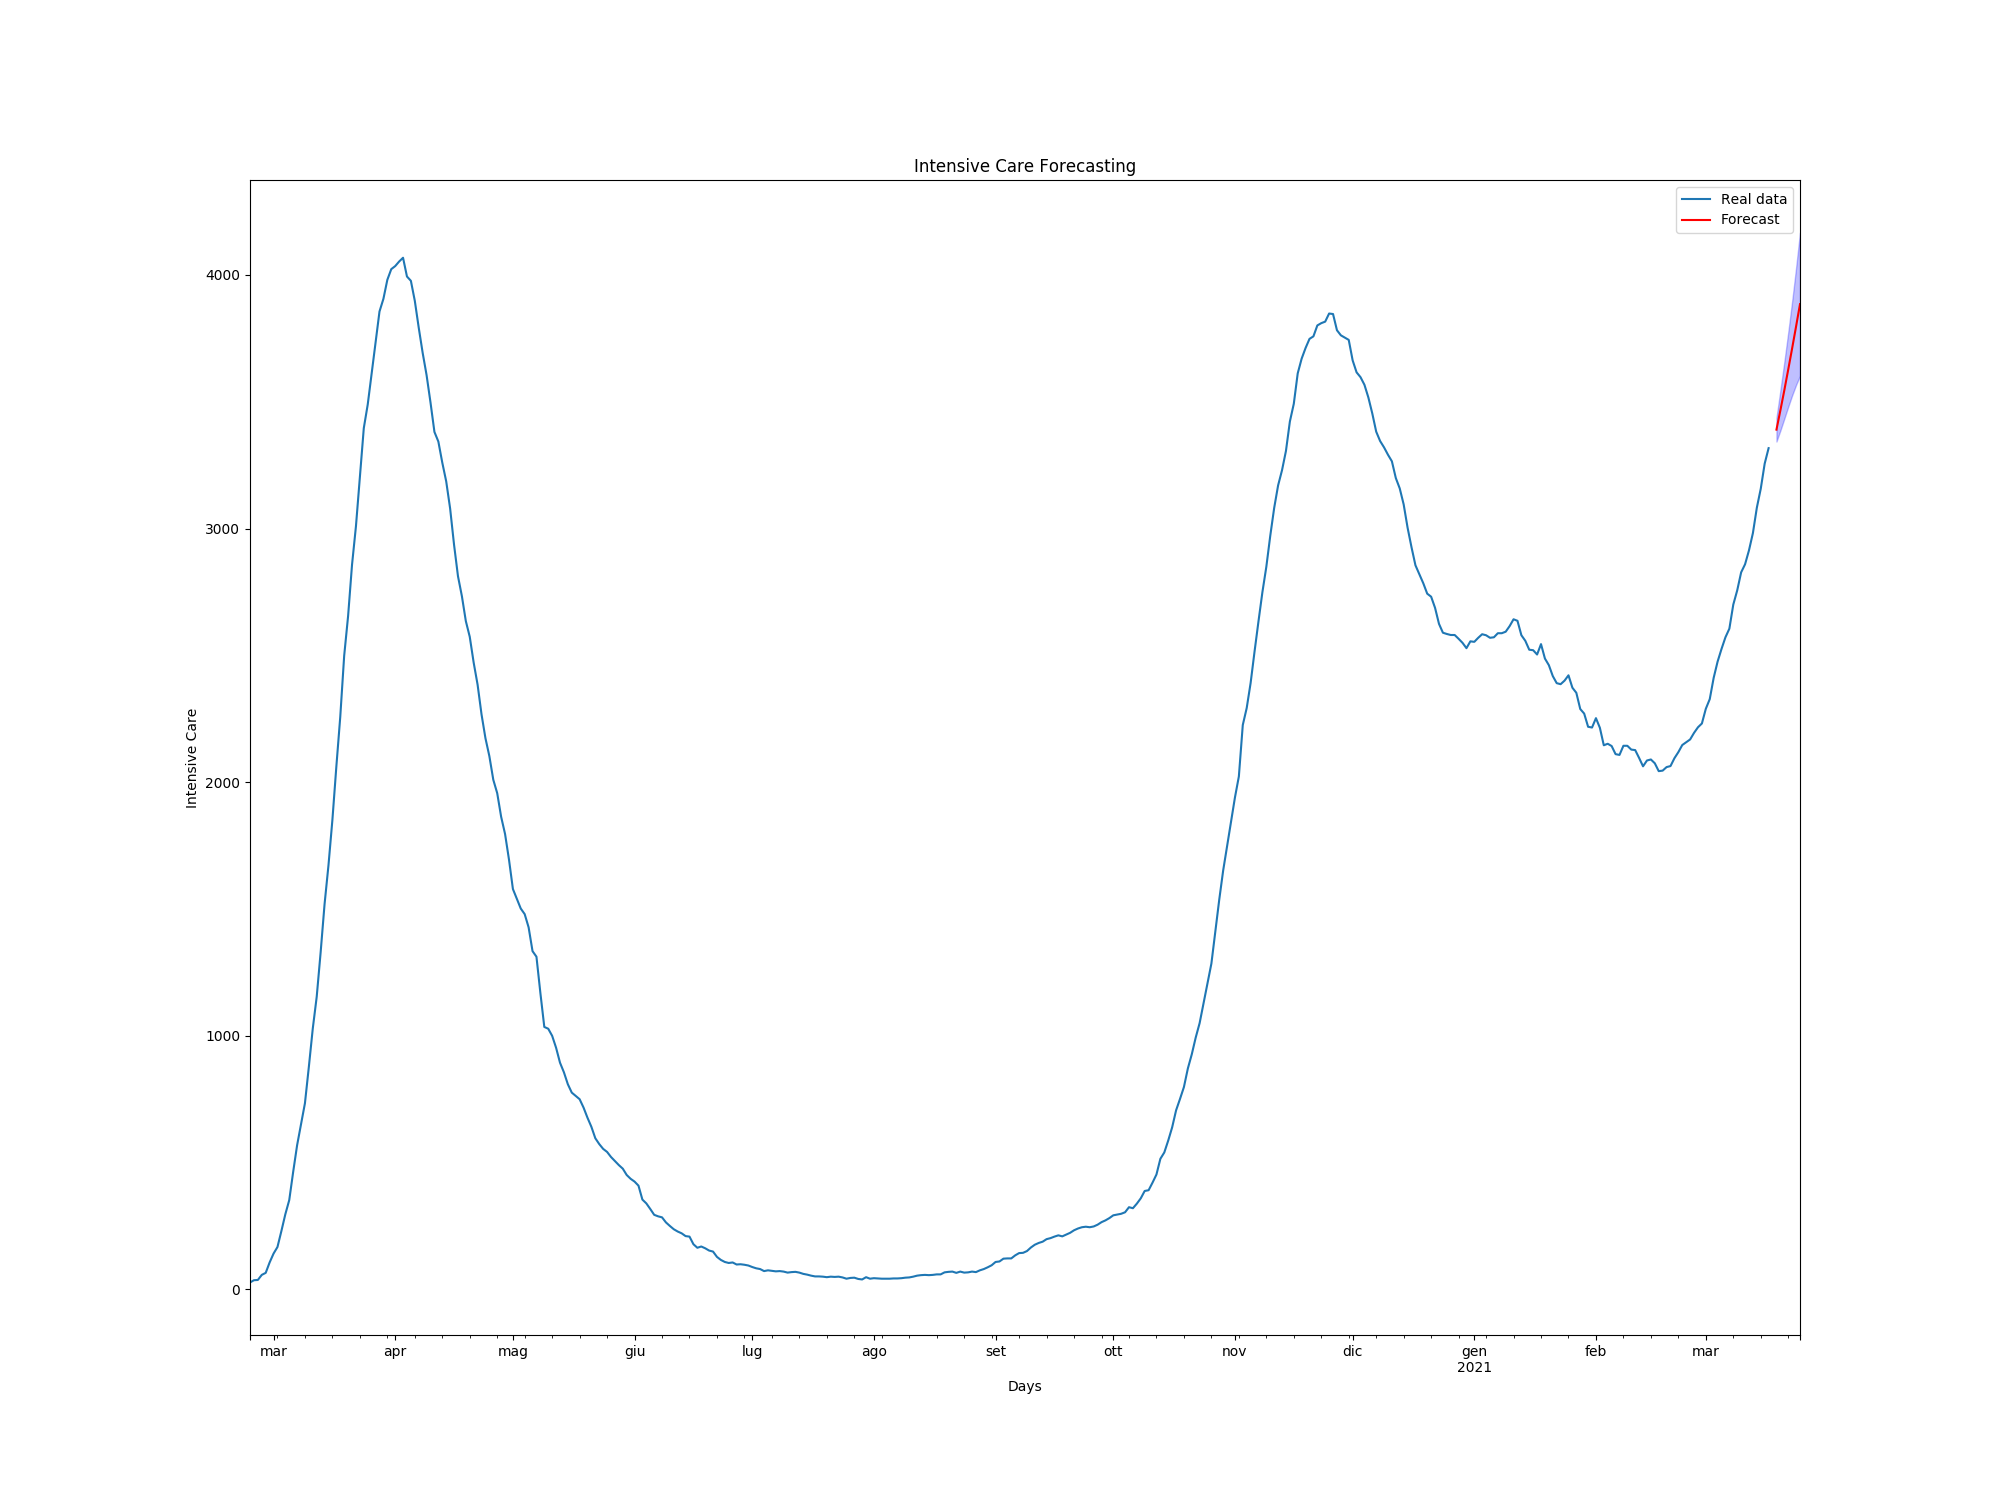 Intensive Care Forecasting
Real data
Forecast
4000
3000
2000
1000
0
Intensive Care
mar apr mag giu lug ago set ott nov dic gen feb mar
2021
Days